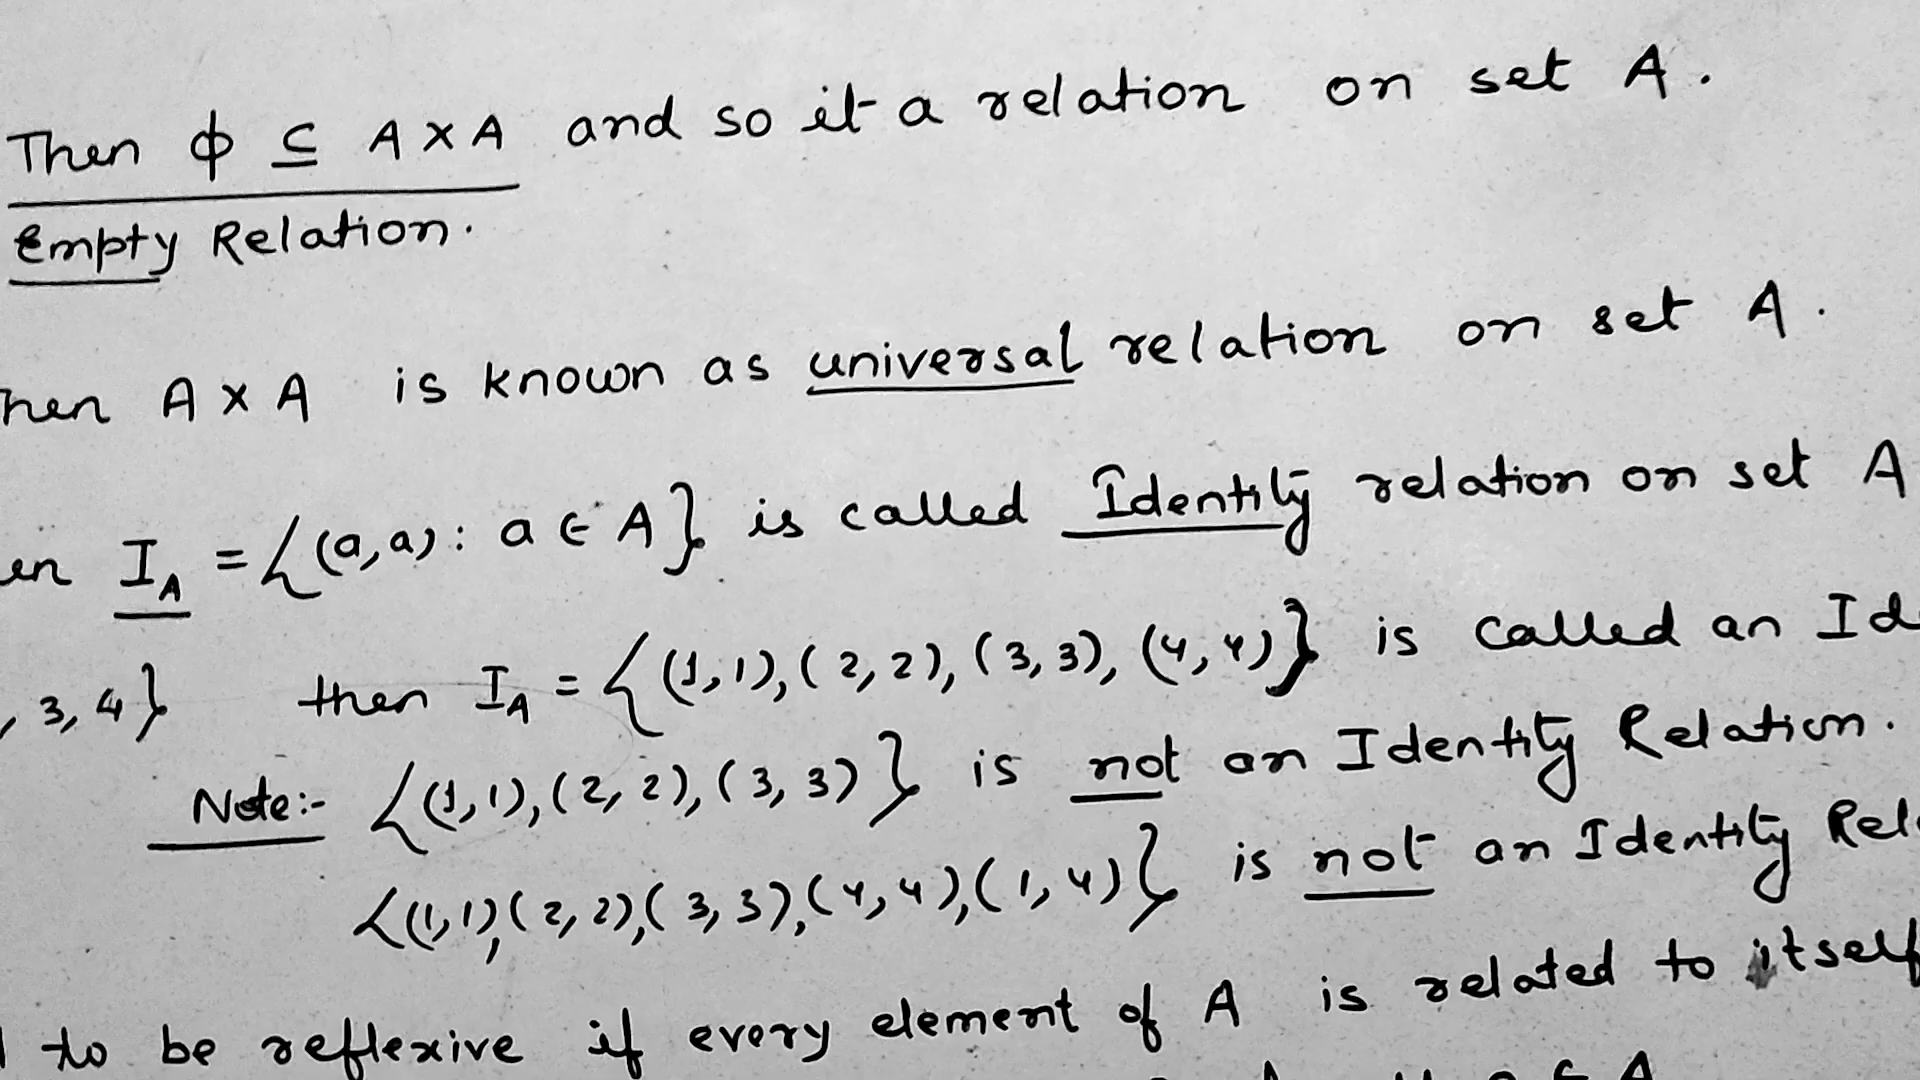 Then ϕ ⊆ A × A and so it a relation on set A.
Empty Relation.
Then A × A is known as universal relation on set A.
en I_A = {(a,a): a ∈ A} is called Identity relation on set A
, 3, 4} then I_A = {(1,1), (2,2), (3,3), (4,4)} is called an Id
Note:- {(1,1), (2,2), (3,3)} is not an Identity Relation.
{(1,1), (2,2), (3,3), (4,4), (1,4)} is not an Identity Rel
to be reflexive if every element of A is related to itself